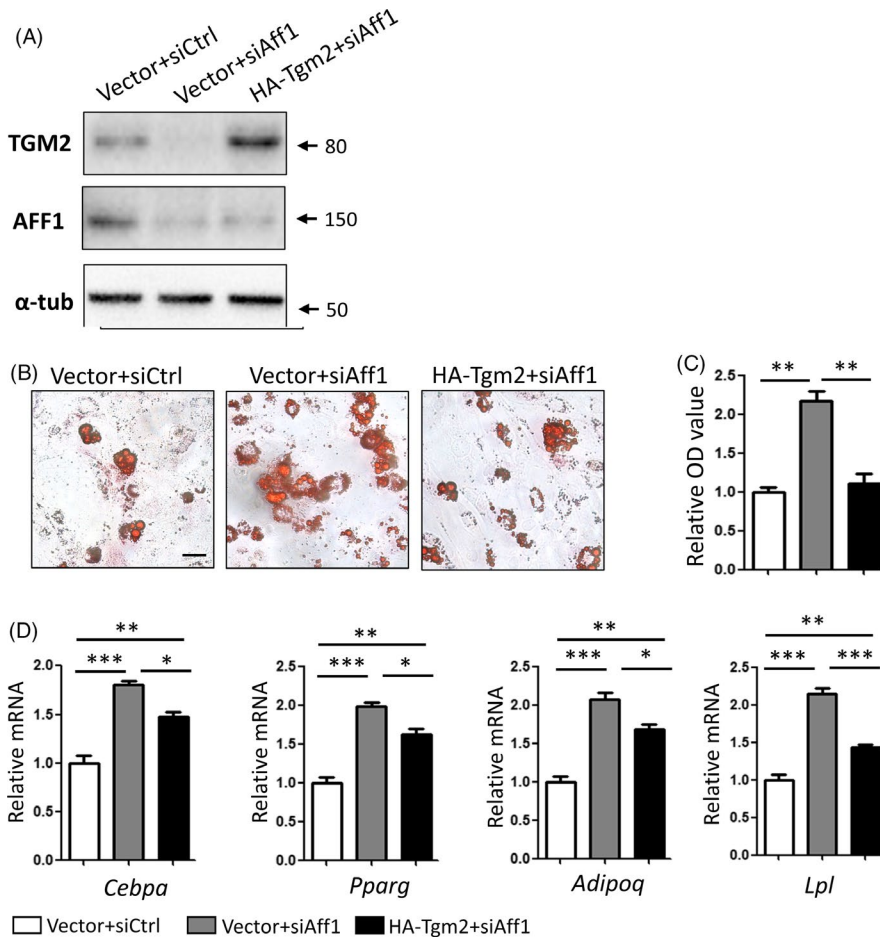 (A)
Vector+siCtrl
Vector+siAff1
HA-Tgm2+siAff1
TGM2
80
AFF1
150
α-tub
50
(B)
Vector+siCtrl
Vector+siAff1
HA-Tgm2+siAff1
(C)
Relative OD value
** **
2.5
2.0
1.5
1.0
0.5
0.0
(D)
Relative mRNA
**
*** *
2.0
1.5
1.0
0.5
0.0
Cebpa
Relative mRNA
**
*** *
2.5
2.0
1.5
1.0
0.5
0.0
Pparg
Relative mRNA
**
*** *
2.5
2.0
1.5
1.0
0.5
0.0
Adipoq
Relative mRNA
**
*** ***
2.5
2.0
1.5
1.0
0.5
0.0
Lpl
Vector+siCtrl Vector+siAff1 HA-Tgm2+siAff1